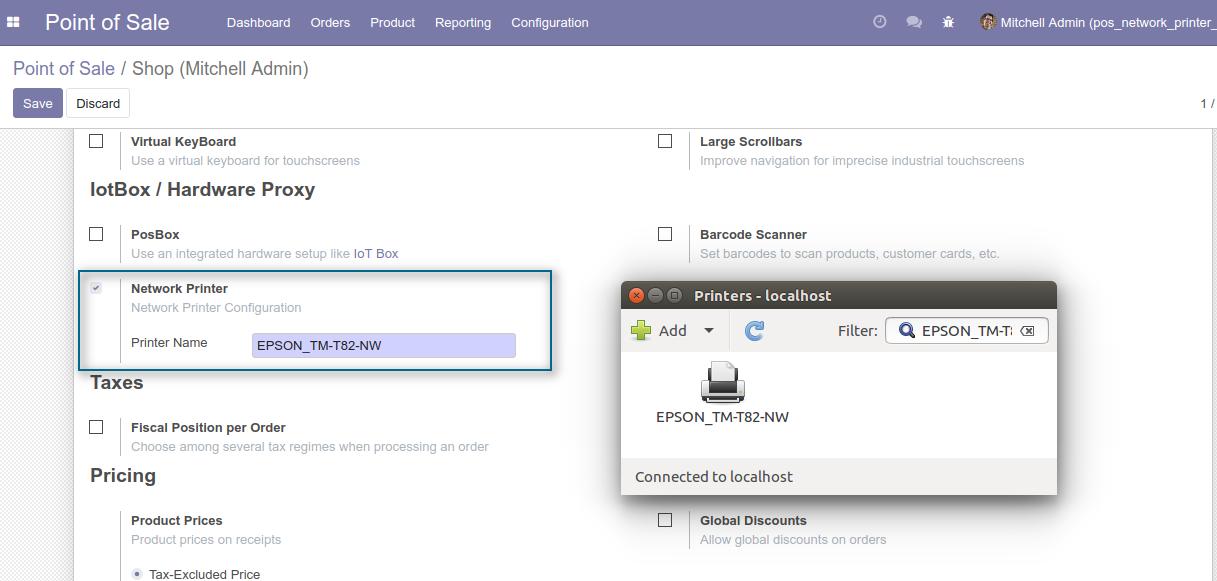 Point of Sale Dashboard Orders Product Reporting Configuration Mitchell Admin (pos_network_printer_
Point of Sale / Shop (Mitchell Admin)
Save Discard 1 /
Virtual KeyBoard
Use a virtual keyboard for touchscreens
Large Scrollbars
Improve navigation for imprecise industrial touchscreens
IotBox / Hardware Proxy
PosBox
Use an integrated hardware setup like IoT Box
Barcode Scanner
Set barcodes to scan products, customer cards, etc.
Network Printer
Network Printer Configuration
Printer Name EPSON_TM-T82-NW
Printers - localhost
Add Filter: EPSON_TM-T8
EPSON_TM-T82-NW
Connected to localhost
Taxes
Fiscal Position per Order
Choose among several tax regimes when processing an order
Pricing
Product Prices
Product prices on receipts
Tax-Excluded Price
Global Discounts
Allow global discounts on orders